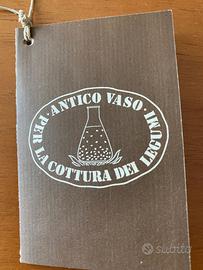 · ANTICO VASO ·
PER LA COTTURA DEI LEGUMI
subito